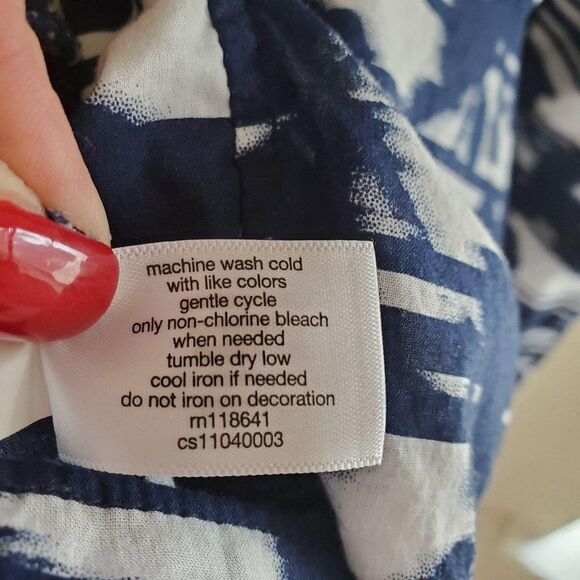 machine wash cold
with like colors
gentle cycle
only non-chlorine bleach
when needed
tumble dry low
cool iron if needed
do not iron on decoration
rn118641
cs11040003